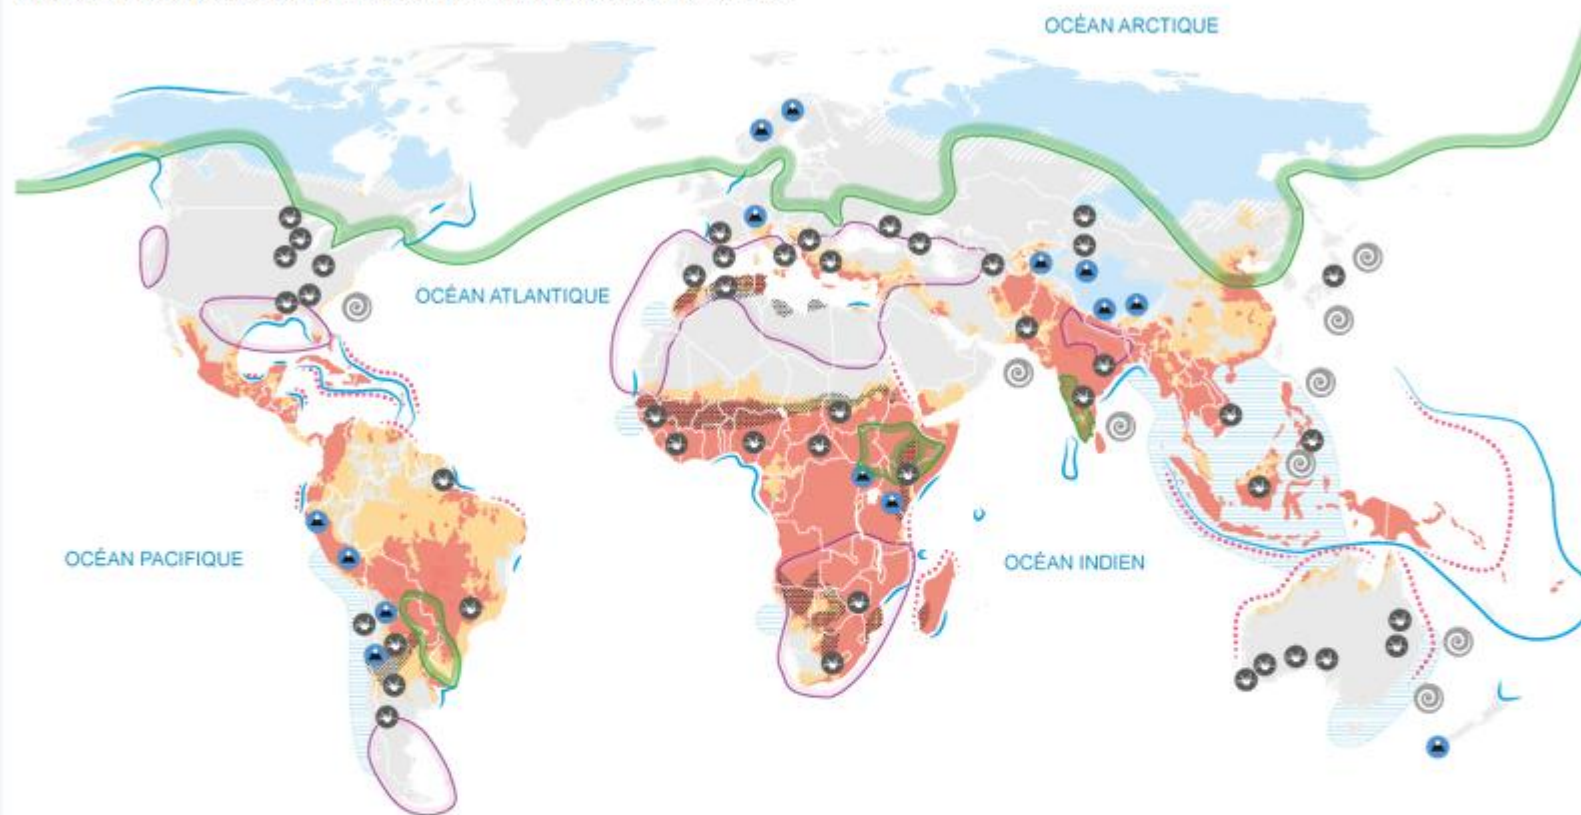 OCÉAN ARCTIQUE
OCÉAN ATLANTIQUE
OCÉAN PACIFIQUE
OCÉAN INDIEN